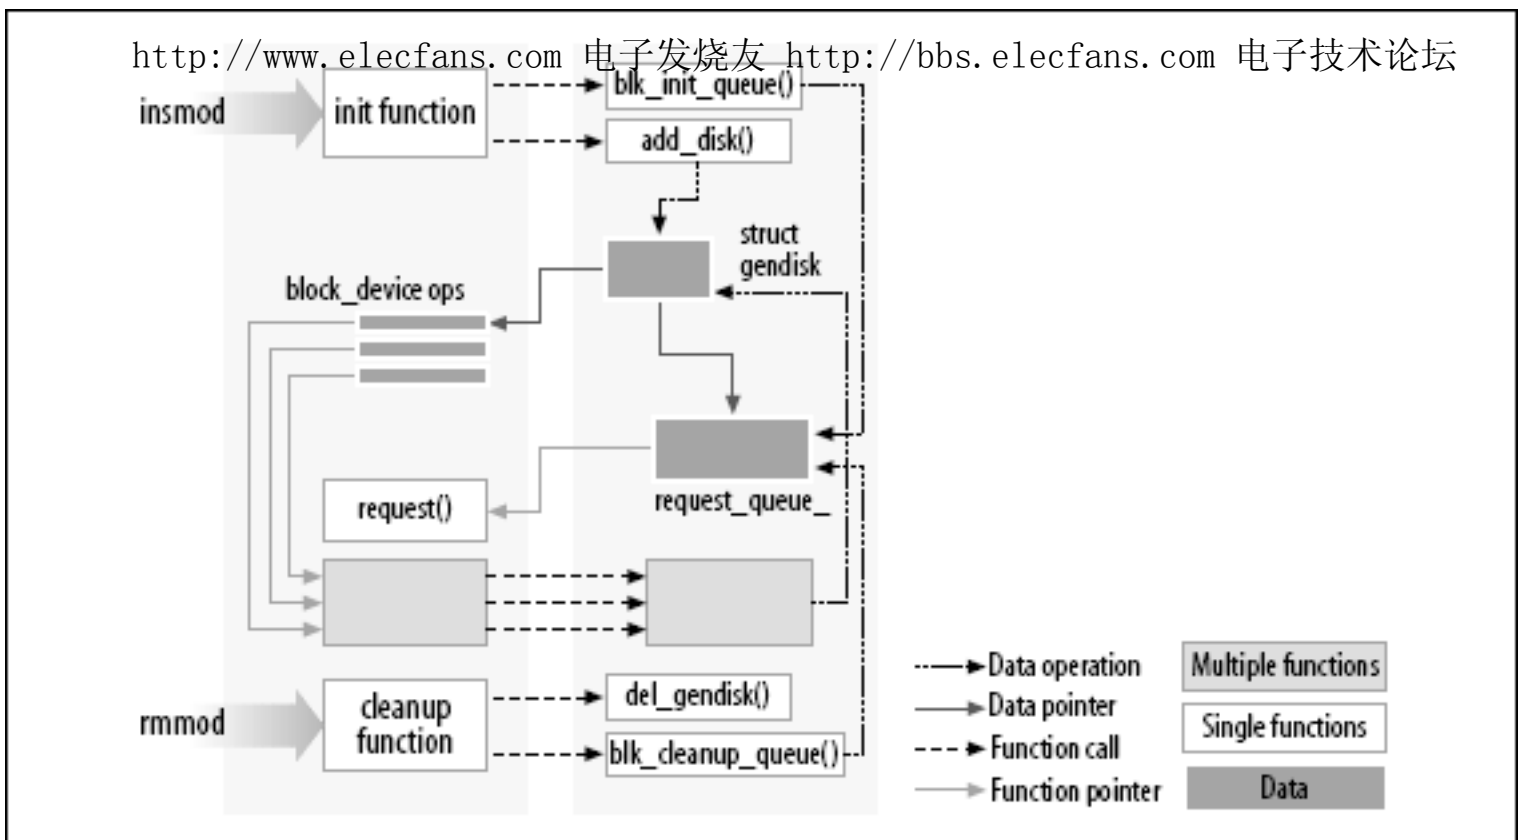 http://www.elecfans.com 电子发烧友 http://bbs.elecfans.com 电子技术论坛
insmod
init function
blk_init_queue()
add_disk()
struct
gendisk
block_device ops
request_queue_
request()
rmmod
cleanup
function
del_gendisk()
blk_cleanup_queue()
Data operation
Data pointer
Function call
Function pointer
Multiple functions
Single functions
Data